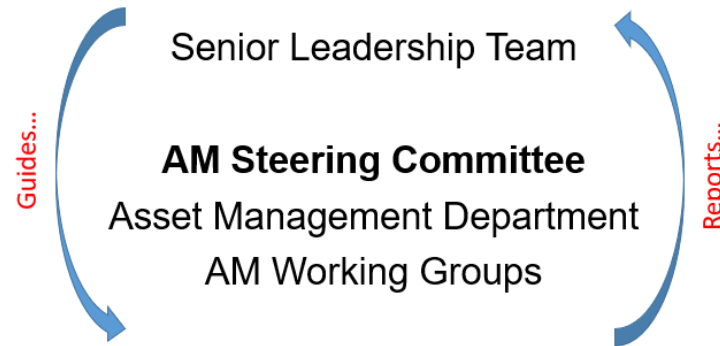 Senior Leadership Team
Guides...
AM Steering Committee
Reports...
Asset Management Department
AM Working Groups